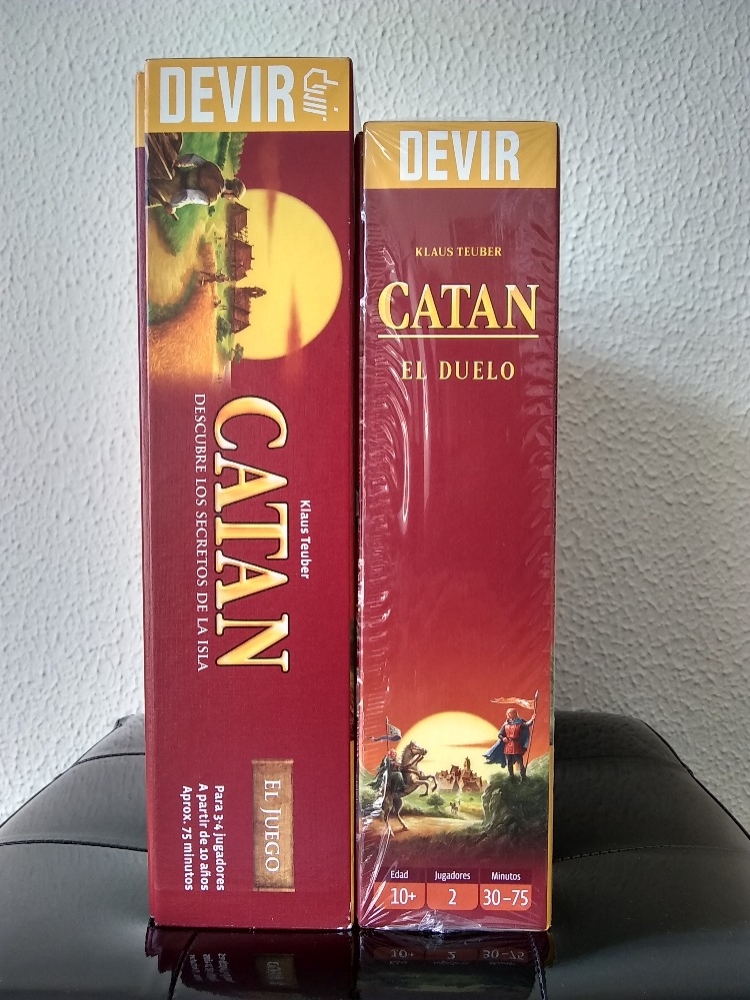 DEVIR devir
Klaus Teuber
CATAN
DESCUBRE LOS SECRETOS DE LA ISLA
EL JUEGO
Para 3-4 jugadores
A partir de 10 años
Aprox. 75 minutos
DEVIR
KLAUS TEUBER
CATAN
EL DUELO
Edad Jugadores Minutos
10+ 2 30–75